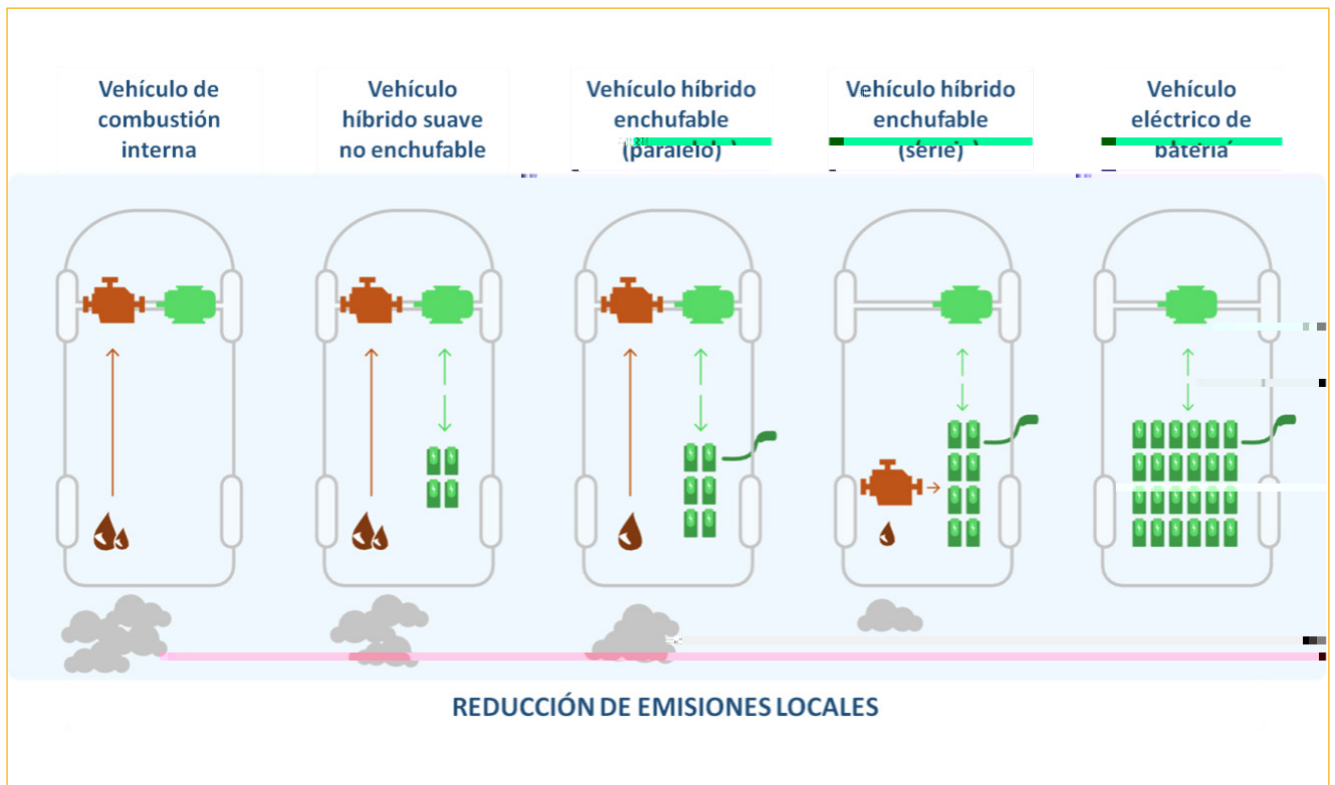 Vehículo de
combustión
interna
Vehículo
híbrido suave
no enchufable
Vehículo híbrido
enchufable
(paralelo)
Vehículo híbrido
enchufable
(série)
Vehículo
eléctrico de
batería
REDUCCIÓN DE EMISIONES LOCALES